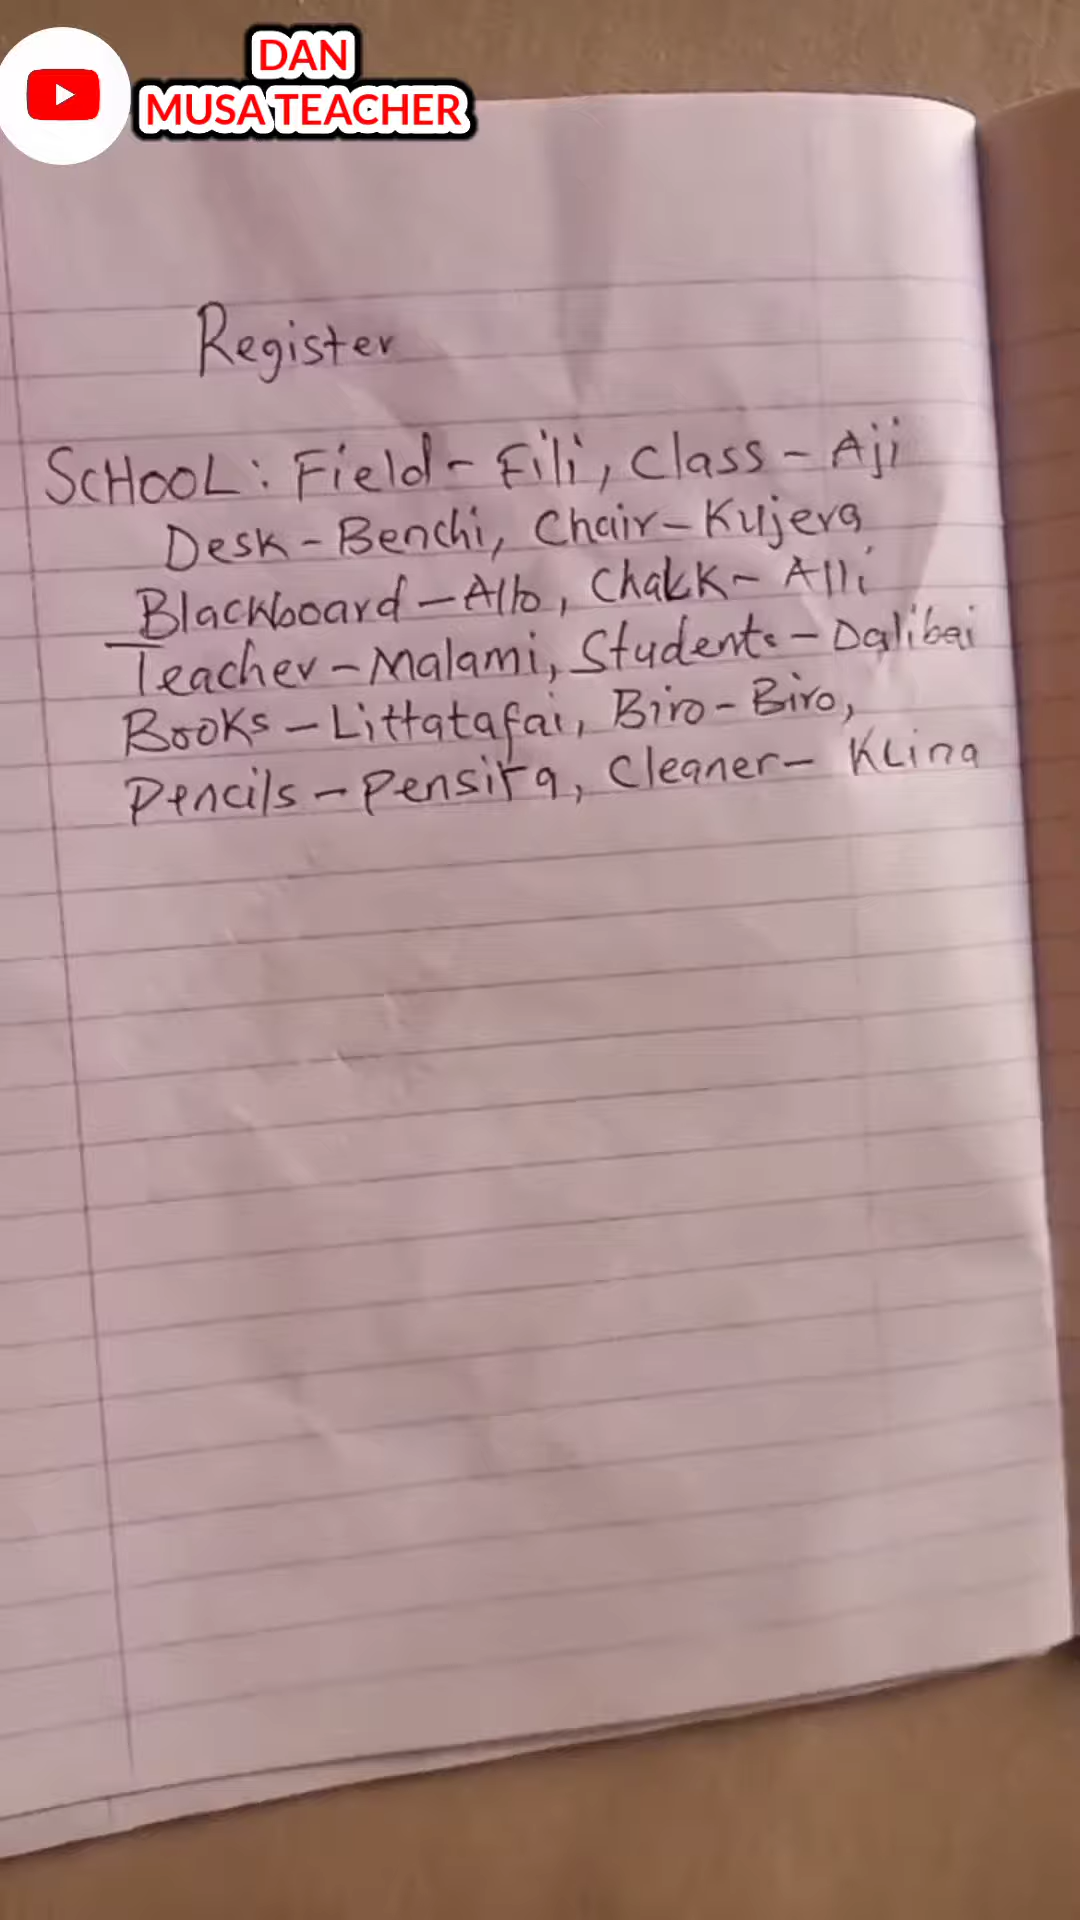 DAN
MUSA TEACHER
Register
SCHOOL: Field - Fili, Class - Aji
Desk - Benchi, Chair - Kujera
Blackboard - Allo, Chalk - Alli
Teacher - Malami, Students - Dalibai
Books - Littatafai, Biro - Biro,
Pencils - Pensira, Cleaner - Klina